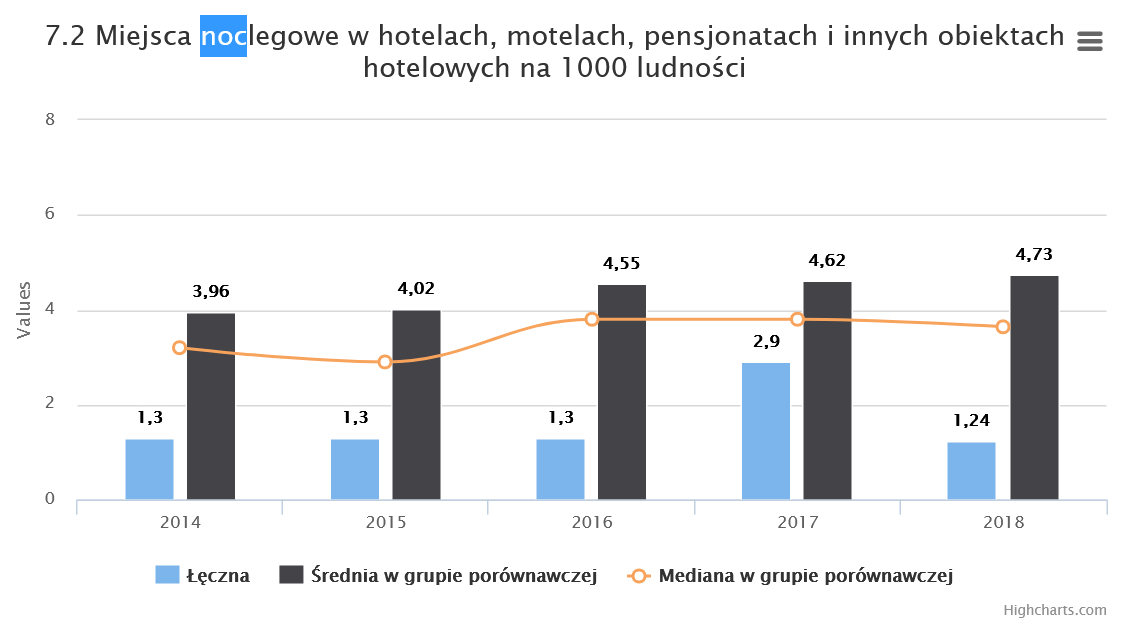 7.2 Miejsca noclegowe w hotelach, motelach, pensjonatach i innych obiektach
hotelowych na 1000 ludności
8
6
4
2
0
Values
3,96
4,02
4,55
4,62
4,73
1,3
1,3
1,3
2,9
1,24
2014
2015
2016
2017
2018
Łęczna
Średnia w grupie porównawczej
Mediana w grupie porównawczej
Highcharts.com